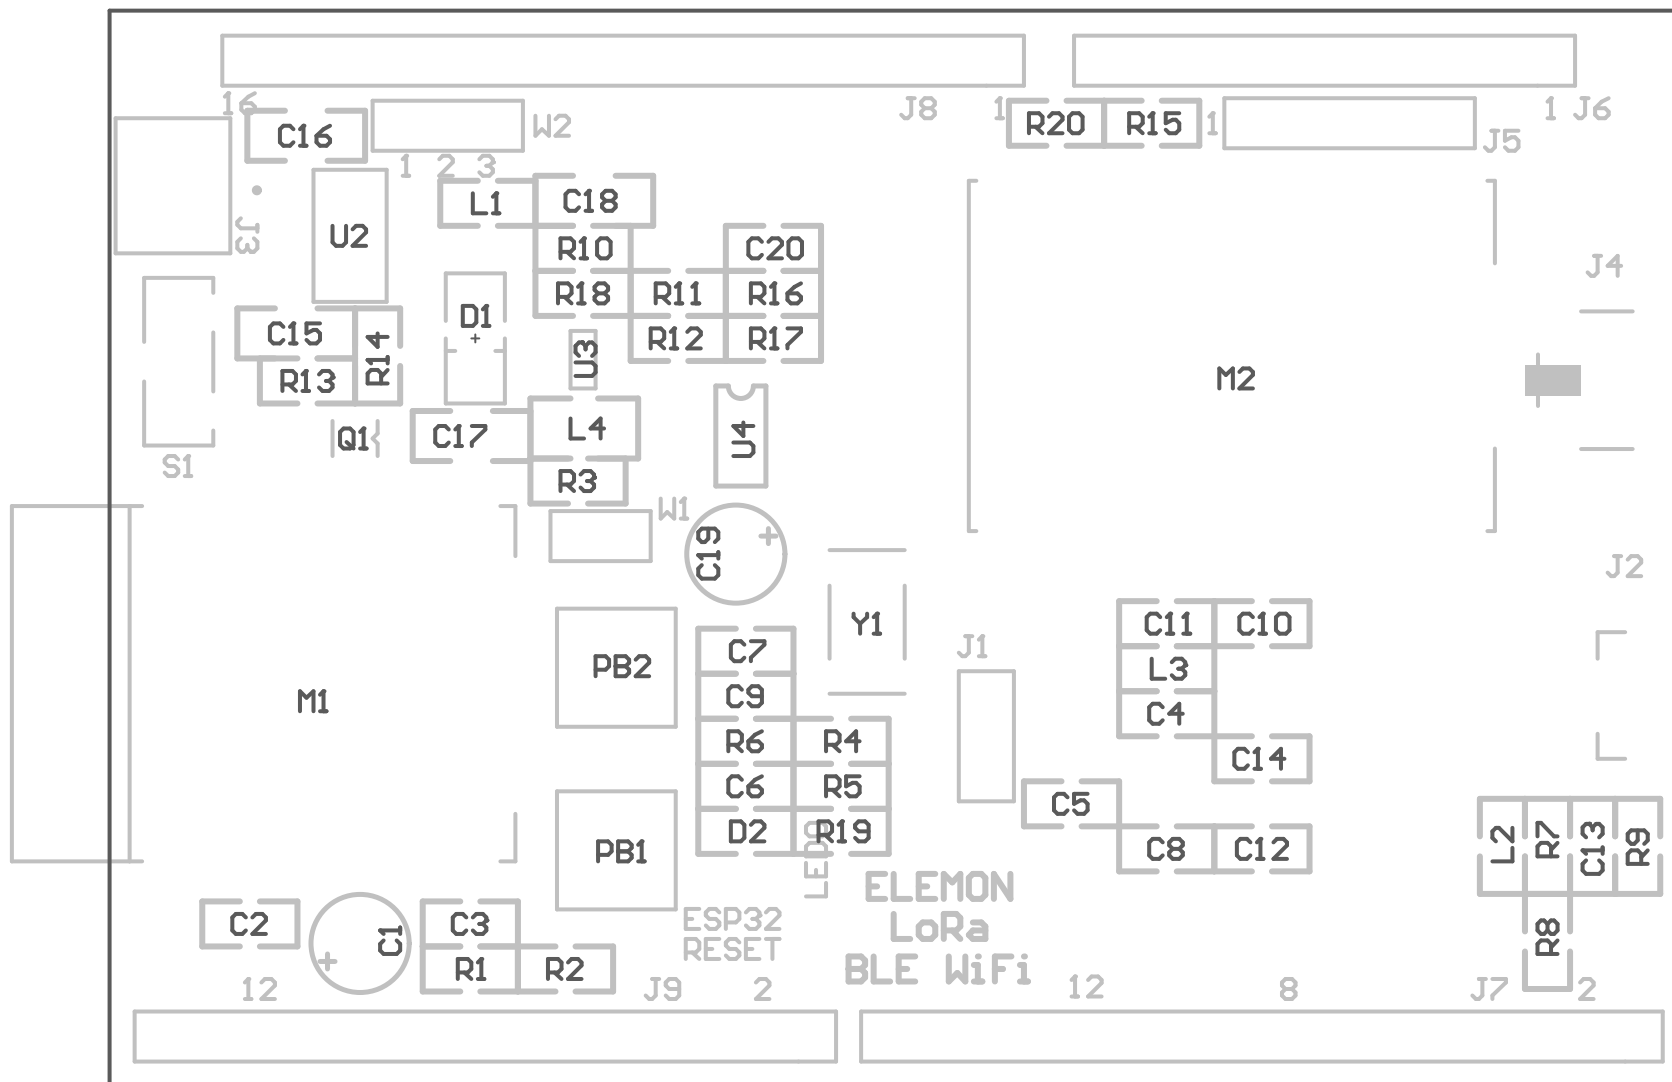 16
C16
W2
J8
1
R20
R15
1
1 J6
J5
1 2 3
L1
C18
J3
U2
R10
C20
J4
R18
R11
R16
D1
+
C15
R14
R12
R17
U3
R13
M2
Q1
C17
L4
U4
S1
R3
W1
C19
+
J2
Y1
C11
C10
J1
PB2
C7
L3
M1
C9
C4
R6
R4
C14
C6
R5
C5
D2
R19
LED0
PB1
C8
C12
L2
R7
C13
R9
ELEMON
LoRa
BLE WiFi
ESP32
RESET
C2
C1
+
C3
R8
R1
R2
12
J9
2
12
8
J7
2